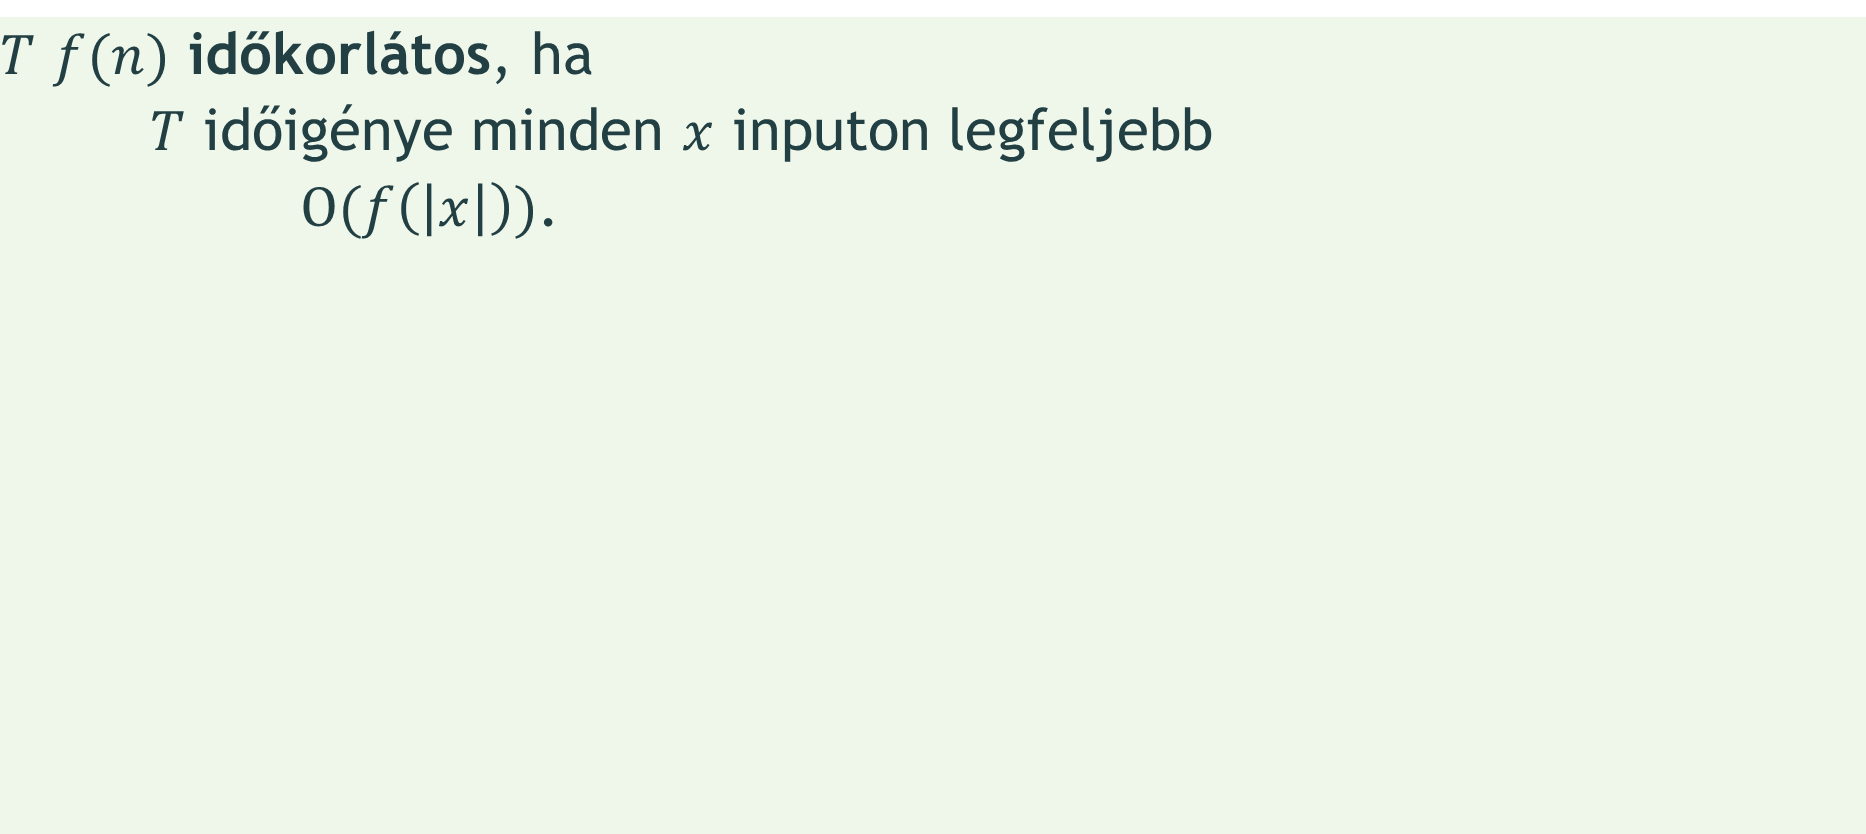 T f(n) időkorlátos, ha
T időigénye minden x inputon legfeljebb
O(f(|x|)).